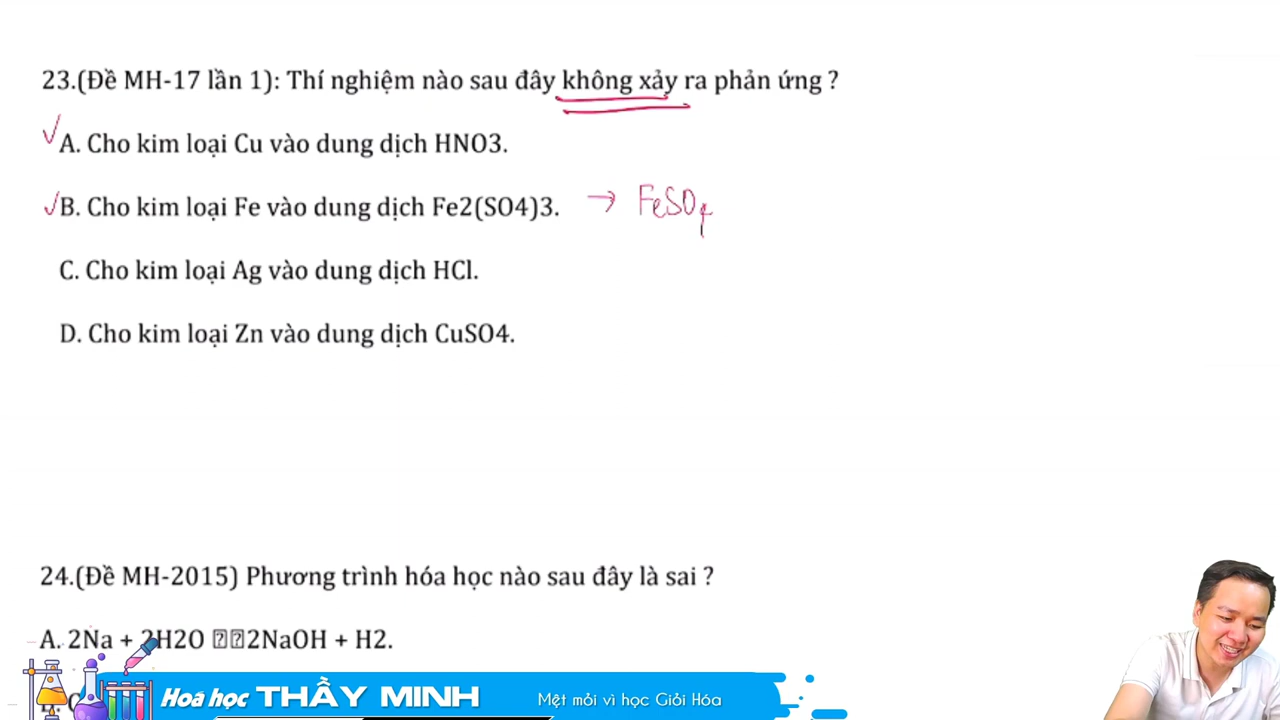 23.(Đề MH-17 lần 1): Thí nghiệm nào sau đây không xảy ra phản ứng ?
A. Cho kim loại Cu vào dung dịch HNO3.
B. Cho kim loại Fe vào dung dịch Fe2(SO4)3. → FeSO4
C. Cho kim loại Ag vào dung dịch HCl.
D. Cho kim loại Zn vào dung dịch CuSO4.
24.(Đề MH-2015) Phương trình hóa học nào sau đây là sai ?
A. 2Na + 2H2O 2NaOH + H2.
Hoá học THẦY MINH
Mệt mỏi vì học Giỏi Hóa